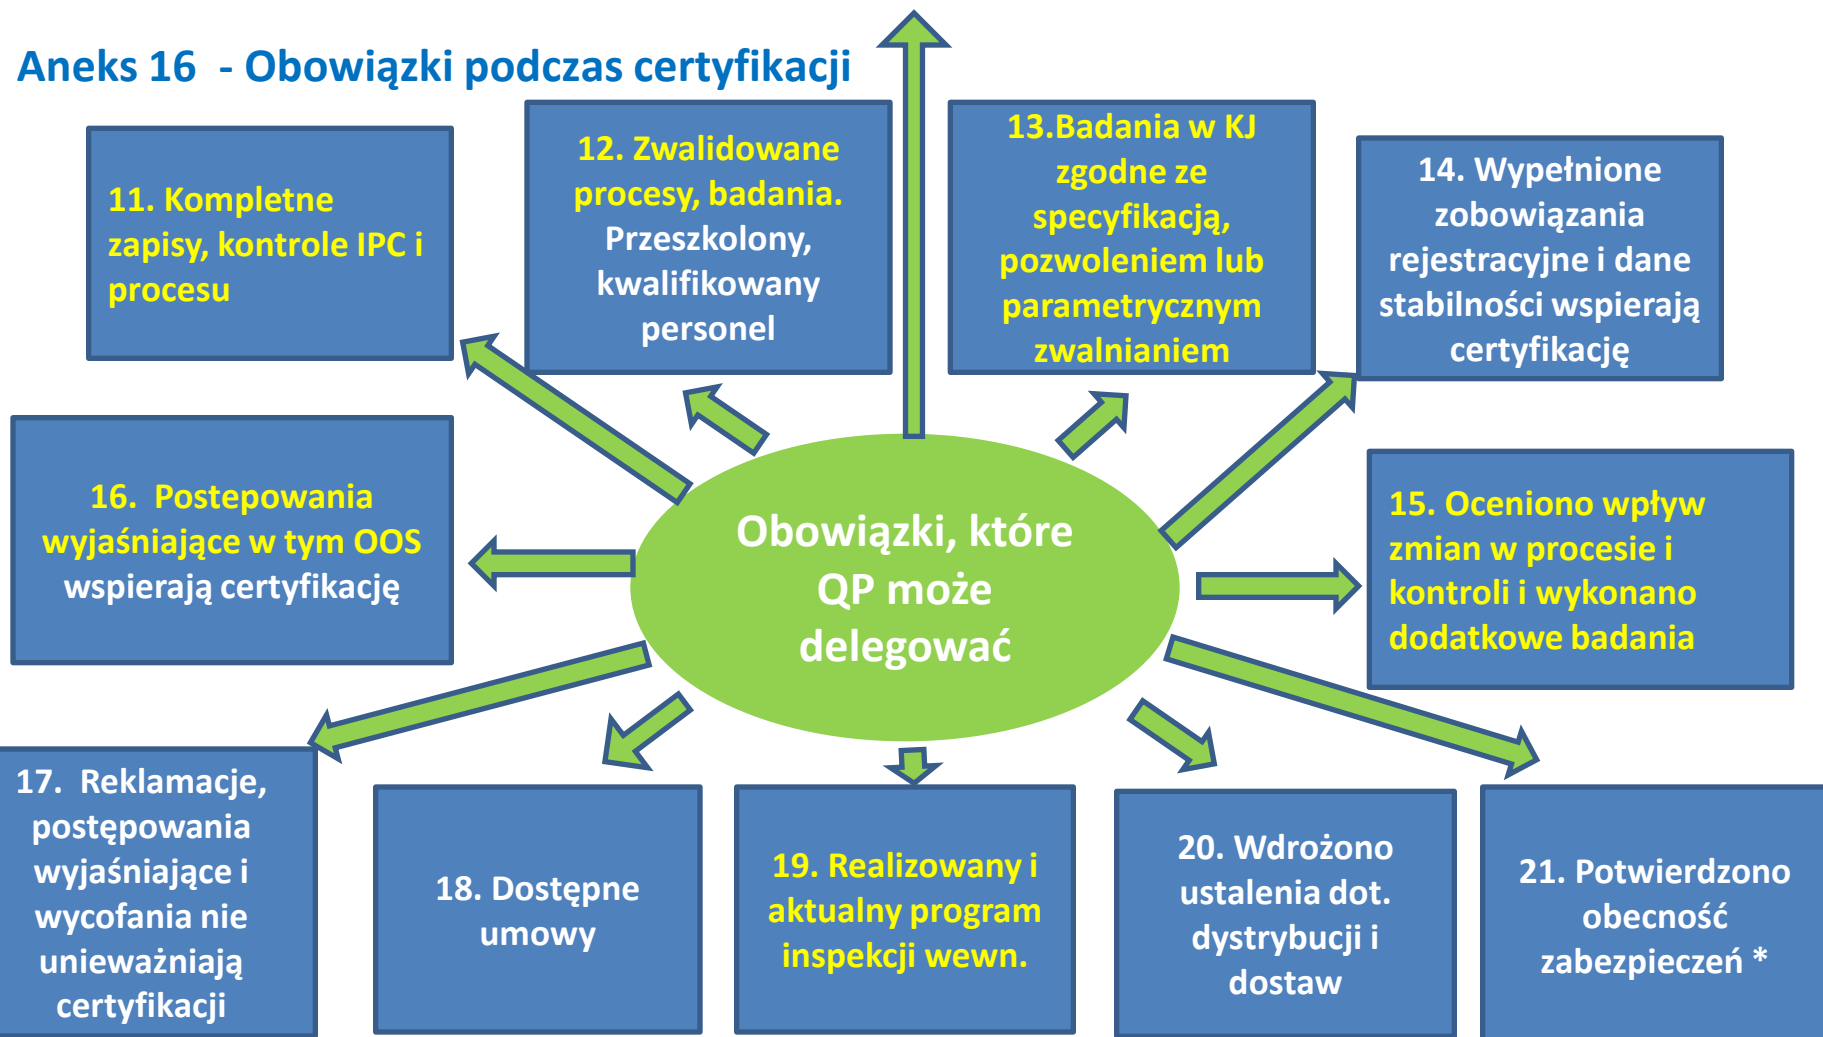 Aneks 16 - Obowiązki podczas certyfikacji
11. Kompletne
zapisy, kontrole IPC i
procesu
12. Zwalidowane
procesy, badania.
Przeszkolony,
kwalifikowany
personel
13.Badania w KJ
zgodne ze
specyfikacją,
pozwoleniem lub
parametrycznym
zwalnianiem
14. Wypełnione
zobowiązania
rejestracyjne i dane
stabilności wspierają
certyfikację
16. Postepowania
wyjaśniające w tym OOS
wspierają certyfikację
Obowiązki, które
QP może
delegować
15. Oceniono wpływ
zmian w procesie i
kontroli i wykonano
dodatkowe badania
17. Reklamacje,
postępowania
wyjaśniające i
wycofania nie
unieważniają
certyfikacji
18. Dostępne
umowy
19. Realizowany i
aktualny program
inspekcji wewn.
20. Wdrożono
ustalenia dot.
dystrybucji i
dostaw
21. Potwierdzono
obecność
zabezpieczeń *